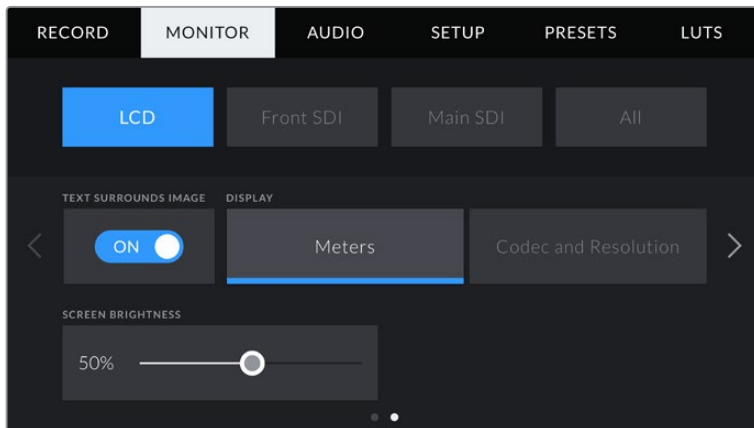 RECORD MONITOR AUDIO SETUP PRESETS LUTS
LCD Front SDI Main SDI All
TEXT SURROUNDS IMAGE DISPLAY
ON Meters Codec and Resolution
SCREEN BRIGHTNESS
50%